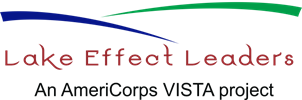 Lake Effect Leaders
An AmeriCorps VISTA project